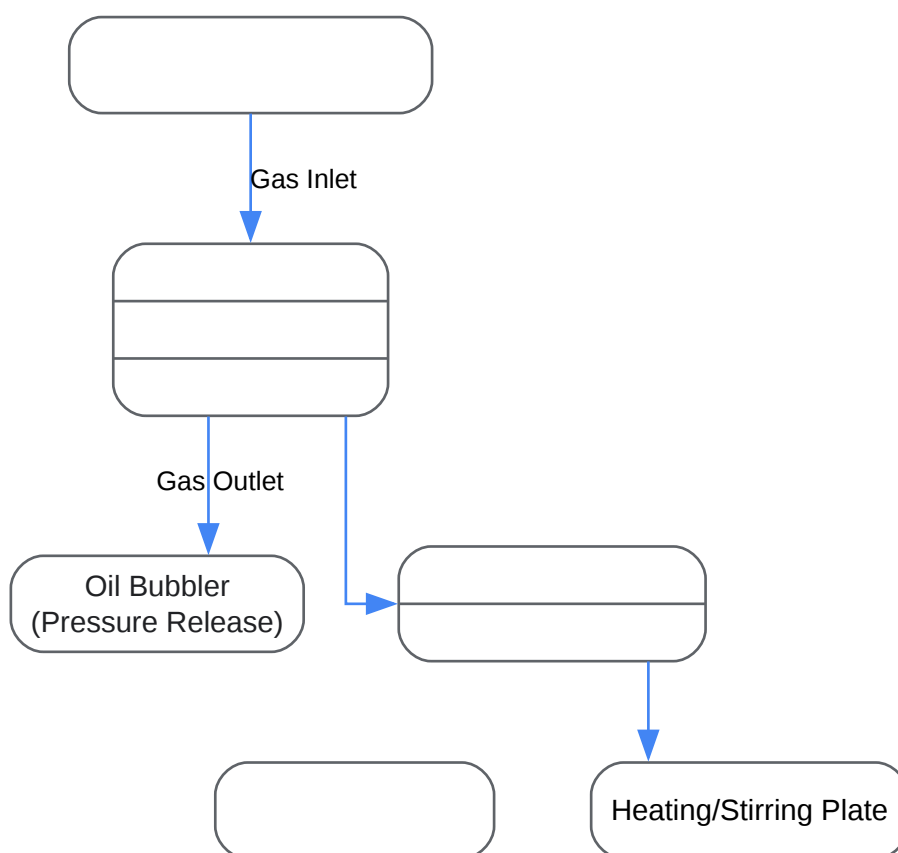 Gas Inlet
Gas Outlet
Oil Bubbler
(Pressure Release)
Heating/Stirring Plate